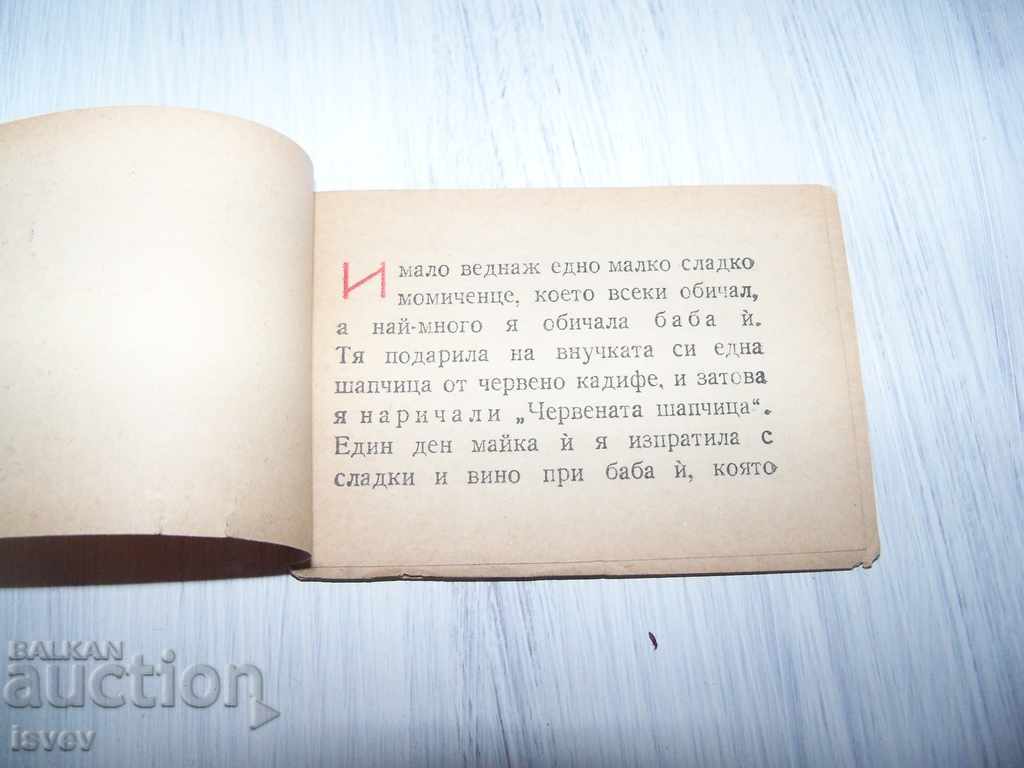 Имало веднаж едно малко сладко
момиченце, което всеки обичал,
а най-много я обичала баба ѝ.
Тя подарила на внучката си една
шапчица от червено кадифе, и затова
я наричали „Червената шапчица“.
Един ден майка ѝ я изпратила с
сладки и вино при баба ѝ, която
BALKAN
auction
isvev